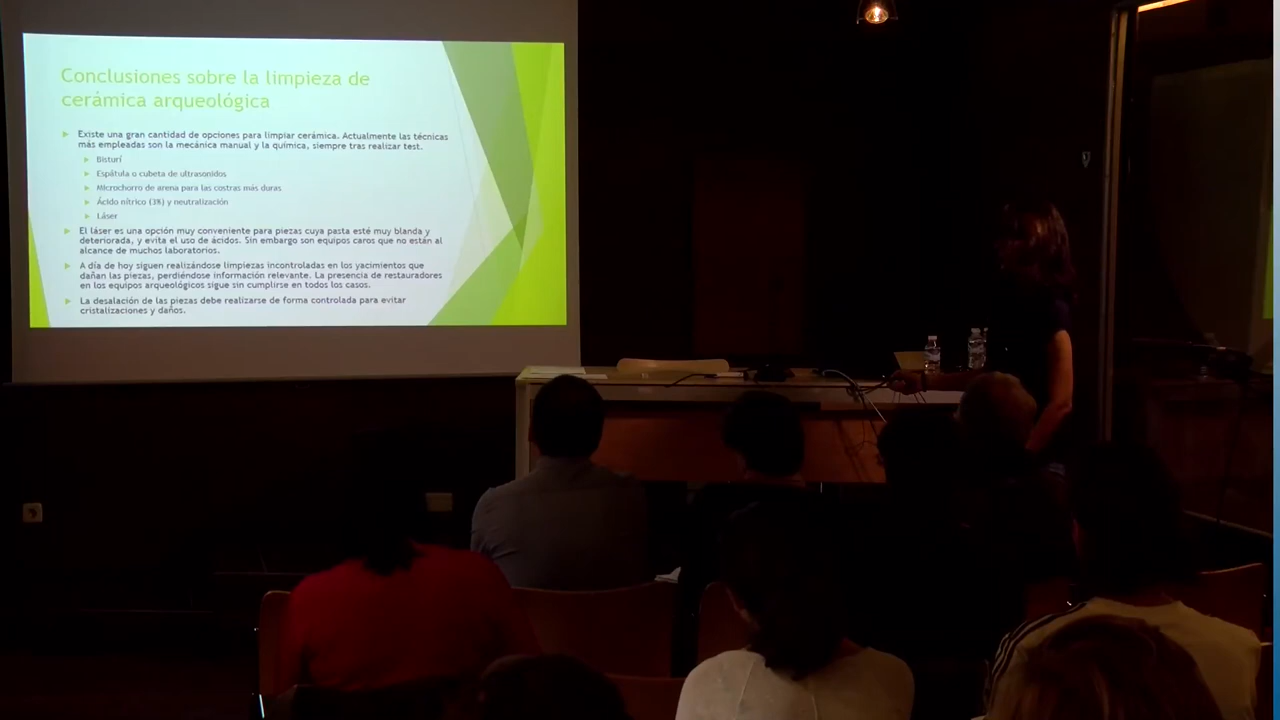 Conclusiones sobre la limpieza de
cerámica arqueológica
Existe una gran cantidad de opciones para limpiar cerámica. Actualmente las técnicas
más empleadas son la mecánica manual y la química, siempre tras realizar test.
Bisturí
Espátula o cubeta de ultrasonidos
Microchorro de arena para las costras más duras
Ácido nítrico (3%) y neutralización
Láser
El láser es una opción muy conveniente para piezas cuya pasta esté muy blanda y
deteriorada, y evita el uso de ácidos. Sin embargo son equipos caros que no están al
alcance de muchos laboratorios.
A día de hoy siguen realizándose limpiezas incontroladas en los yacimientos que
dañan las piezas, perdiéndose información relevante. La presencia de restauradores
en los equipos arqueológicos sigue sin cumplirse en todos los casos.
La desalación de las piezas debe realizarse de forma controlada para evitar
cristalizaciones y daños.